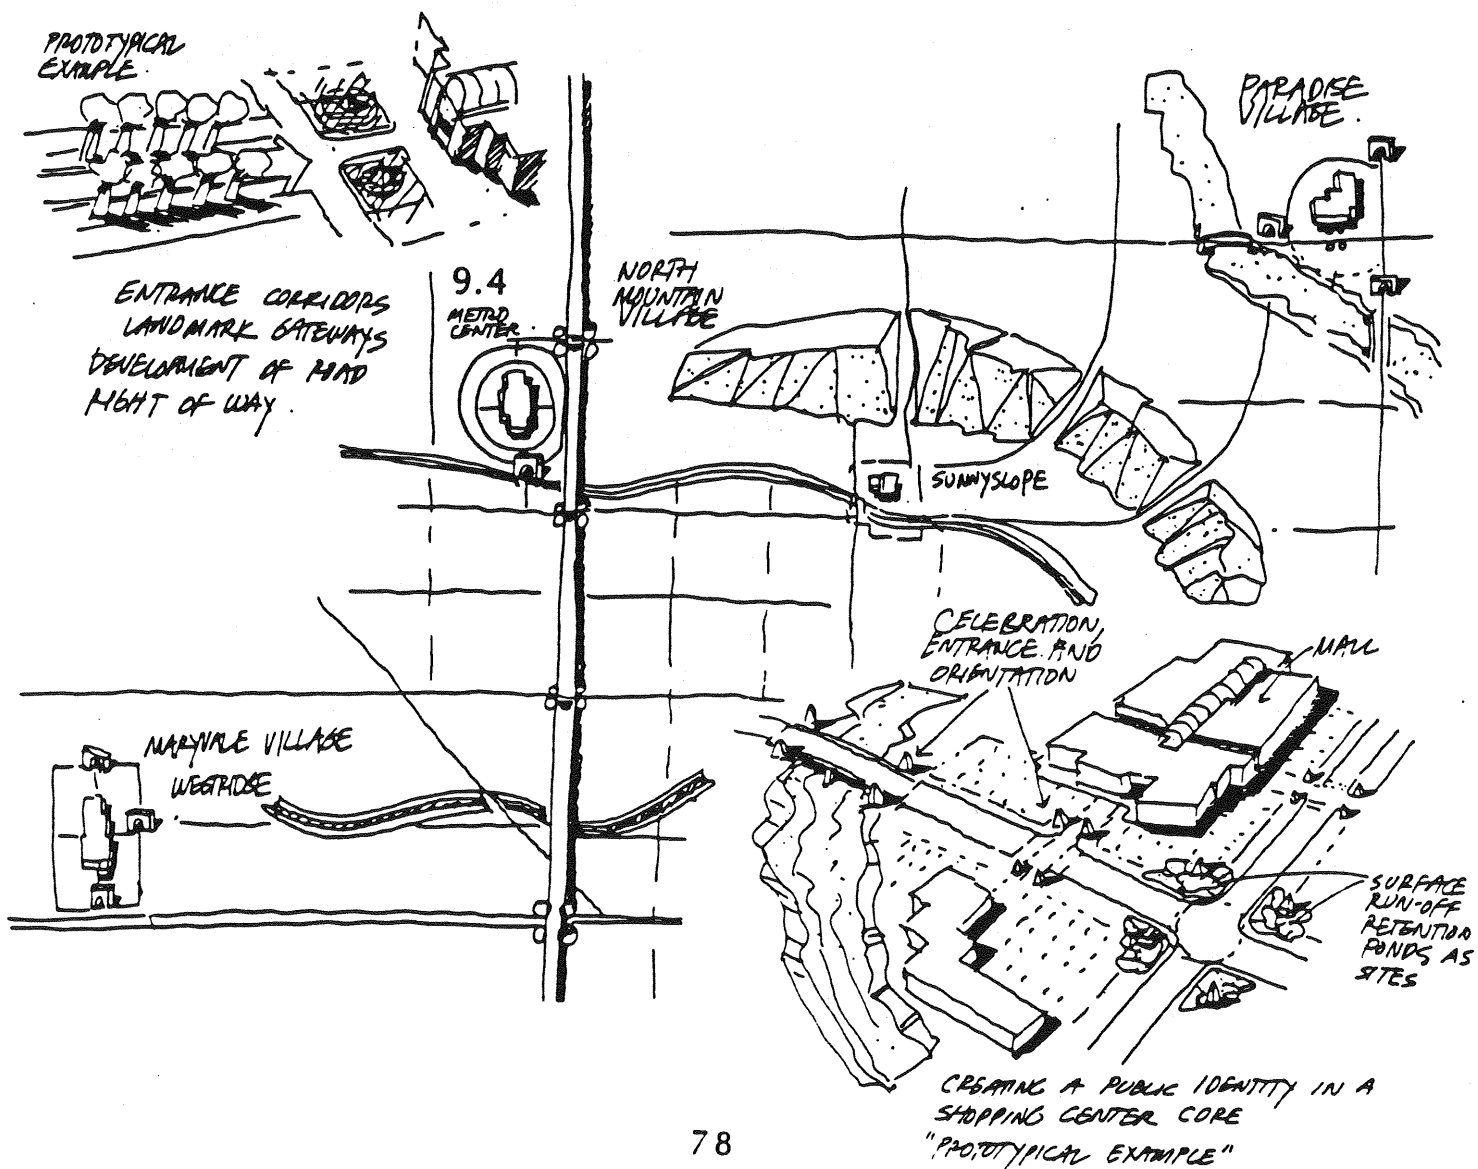 PROTOTYPICAL
EXAMPLE.
ENTRANCE CORRIDORS
LANDMARK GATEWAYS
DEVELOPMENT OF ROAD
RIGHT OF WAY.
9.4
METRO
CENTER
NORTH
MOUNTAIN
VILLAGE
PARADISE
VILLAGE.
SUNNYSLOPE
MARYVALE VILLAGE
WESTRIDGE
CELEBRATION,
ENTRANCE AND
ORIENTATION
MALL
SURFACE
RUN-OFF
RETENTION
PONDS AS
SITES
CREATING A PUBLIC IDENTITY IN A
SHOPPING CENTER CORE
"PROTOTYPICAL EXAMPLE"
78